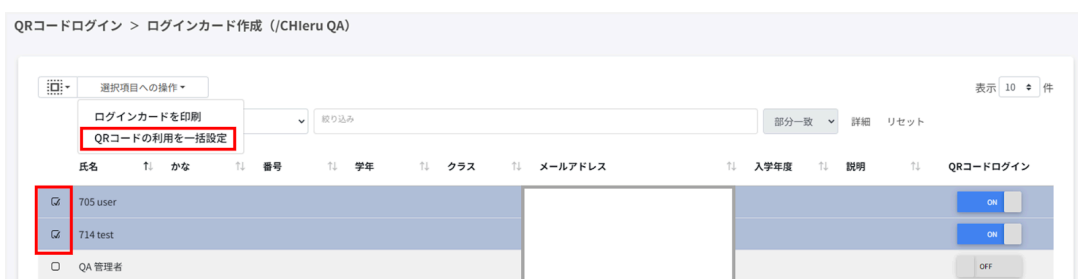 QRコードログイン > ログインカード作成（/CHIeru QA）
選択項目への操作
表示 10 件
ログインカードを印刷
絞り込み 部分一致 詳細 リセット
QRコードの利用を一括設定
氏名 かな 番号 学年 クラス メールアドレス 入学年度 説明 QRコードログイン
705 user ON
714 test ON
QA 管理者 OFF